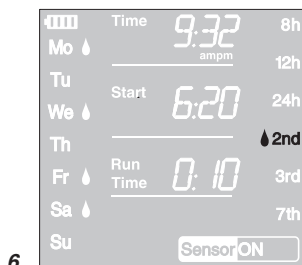 Time 9:32 8h
Mo ampm
12h
Tu
Start 6:20 24h
We
2nd
Th
Run
Time 0:10 3rd
Fr
Sa 7th
Su
Sensor ON
6